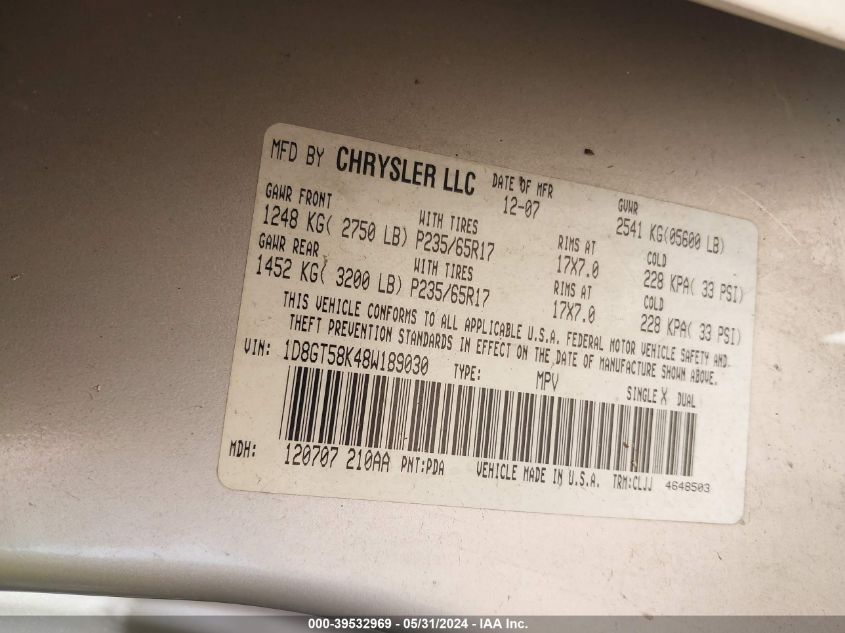 MFD BY CHRYSLER LLC DATE OF MFR 12-07 GVWR 2541 KG(05600 LB)
GAWR FRONT WITH TIRES RIMS AT COLD
1248 KG( 2750 LB) P235/65R17 17X7.0 228 KPA( 33 PSI)
GAWR REAR WITH TIRES RIMS AT COLD
1452 KG( 3200 LB) P235/65R17 17X7.0 228 KPA( 33 PSI)
THIS VEHICLE CONFORMS TO ALL APPLICABLE U.S.A. FEDERAL MOTOR VEHICLE SAFETY AND
THEFT PREVENTION STANDARDS IN EFFECT ON THE DATE OF MANUFACTURE SHOWN ABOVE.
VIN: 1D8GT58K48W189030 TYPE: MPV SINGLE X DUAL
MDH: 120707 210AA PNT:PDA VEHICLE MADE IN U.S.A. TRM:CLJJ 4648503
000-39532969 / 05/31/2024 - IAA Inc.